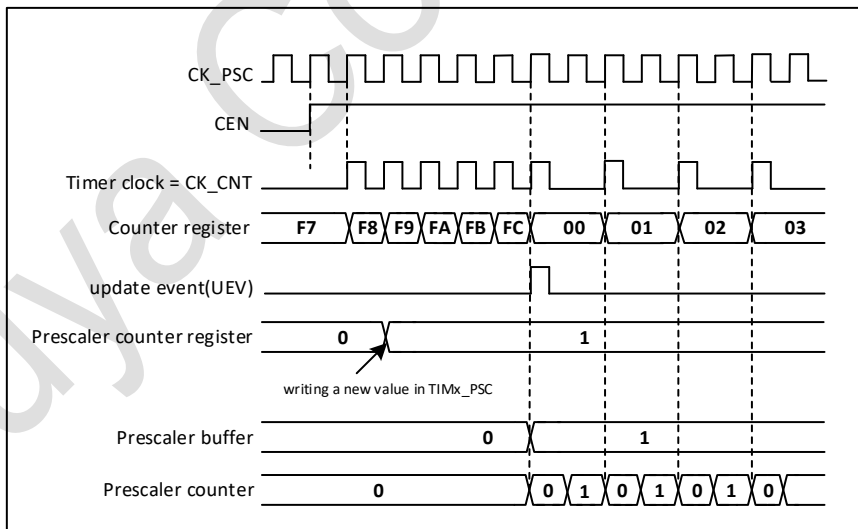 CK_PSC
CEN
Timer clock = CK_CNT
Counter register F7 F8 F9 FA FB FC 00 01 02 03
update event(UEV)
Prescaler counter register 0 1
writing a new value in TIMx_PSC
Prescaler buffer 0 1
Prescaler counter 0 0 1 0 1 0 1 0